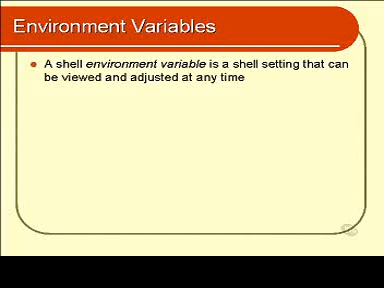 Environment Variables
A shell environment variable is a shell setting that can
be viewed and adjusted at any time